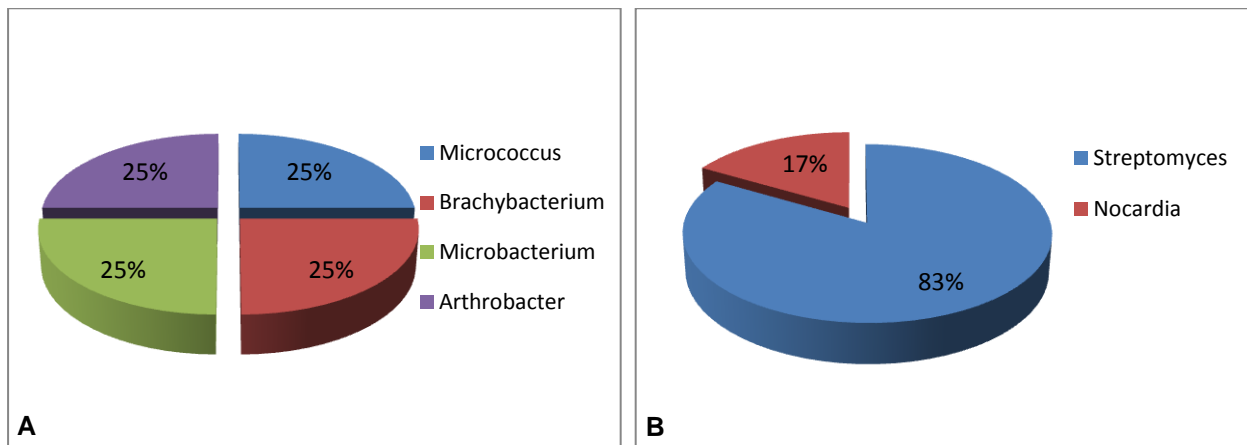 25%
25%
25%
25%
Micrococcus
Brachybacterium
Microbacterium
Arthrobacter
A
17%
83%
Streptomyces
Nocardia
B